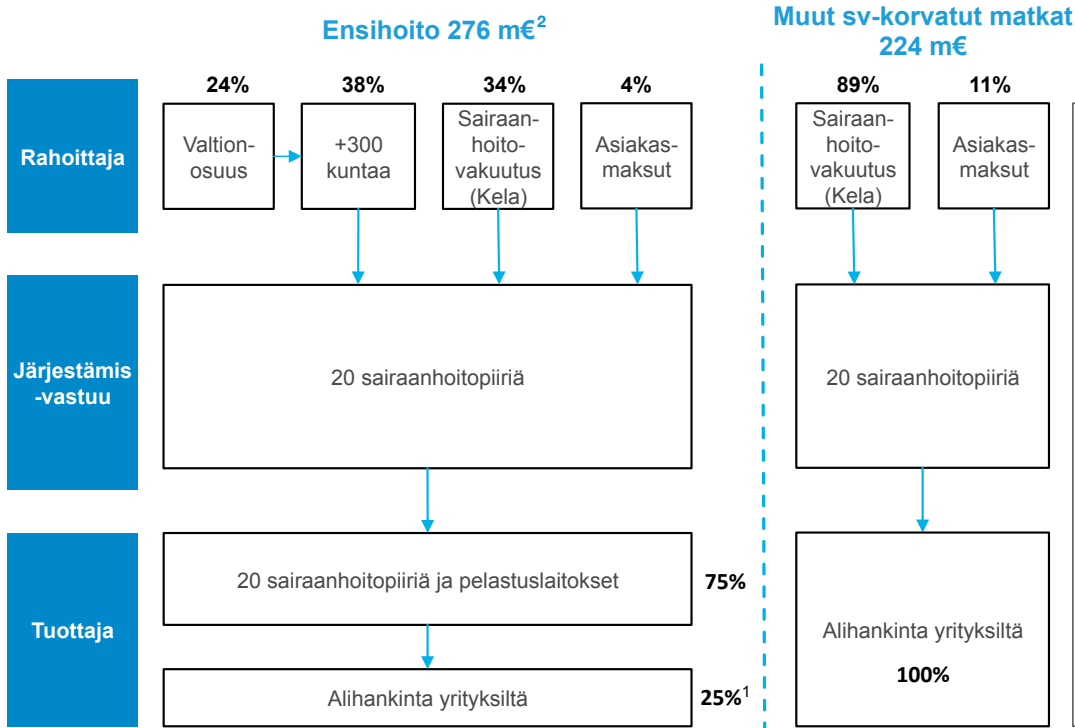 Ensihoito 276 m€²
Muut sv-korvatut matkat
224 m€
Rahoittaja
24%
38%
34%
4%
89%
11%
Valtion-
osuus
+300
kuntaa
Sairaan-
hoito-
vakuutus
(Kela)
Asiakas-
maksut
Sairaan-
hoito-
vakuutus
(Kela)
Asiakas-
maksut
Järjestämis
-vastuu
20 sairaanhoitopiiriä
20 sairaanhoitopiiriä
Tuottaja
20 sairaanhoitopiiriä ja pelastuslaitokset
75%
Alihankinta yrityksiltä
25%¹
Alihankinta yrityksiltä
100%